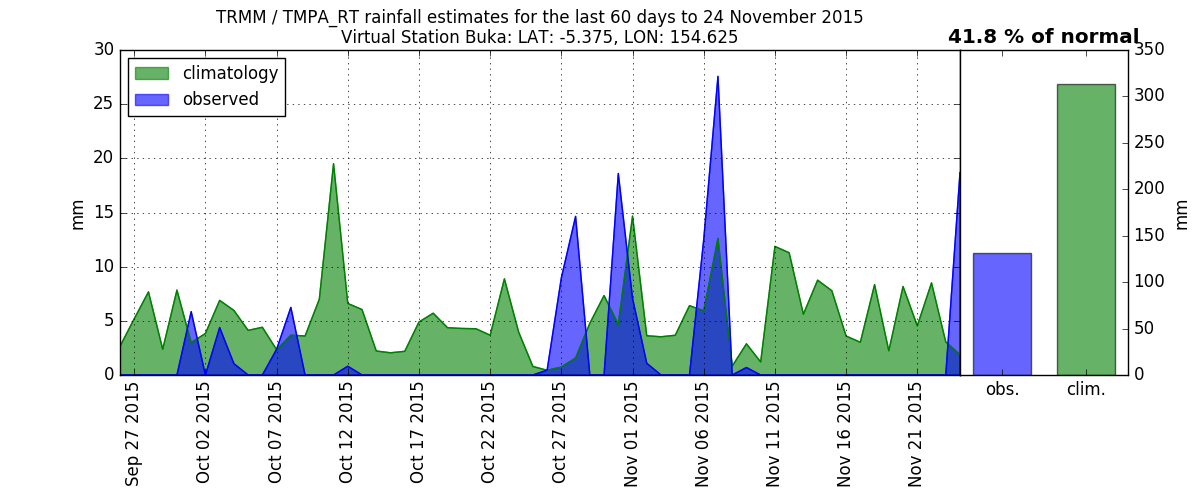 TRMM / TMPA_RT rainfall estimates for the last 60 days to 24 November 2015
Virtual Station Buka: LAT: -5.375, LON: 154.625
41.8 % of normal
climatology
observed
30
25
20
15
10
5
0
mm
350
300
250
200
150
100
50
0
mm
Sep 27 2015
Oct 02 2015
Oct 07 2015
Oct 12 2015
Oct 17 2015
Oct 22 2015
Oct 27 2015
Nov 01 2015
Nov 06 2015
Nov 11 2015
Nov 16 2015
Nov 21 2015
obs.
clim.